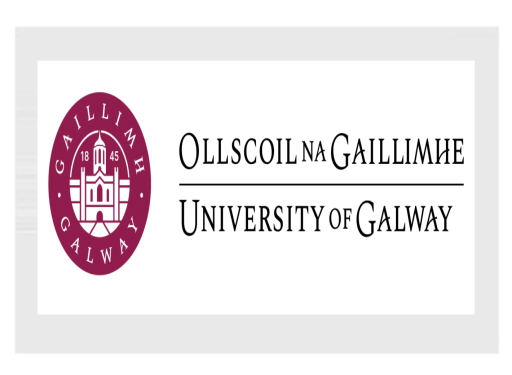 GAILLIMH
18 45
GALWAY
OLLSCOIL NA GAILLIMHE
UNIVERSITY OF GALWAY